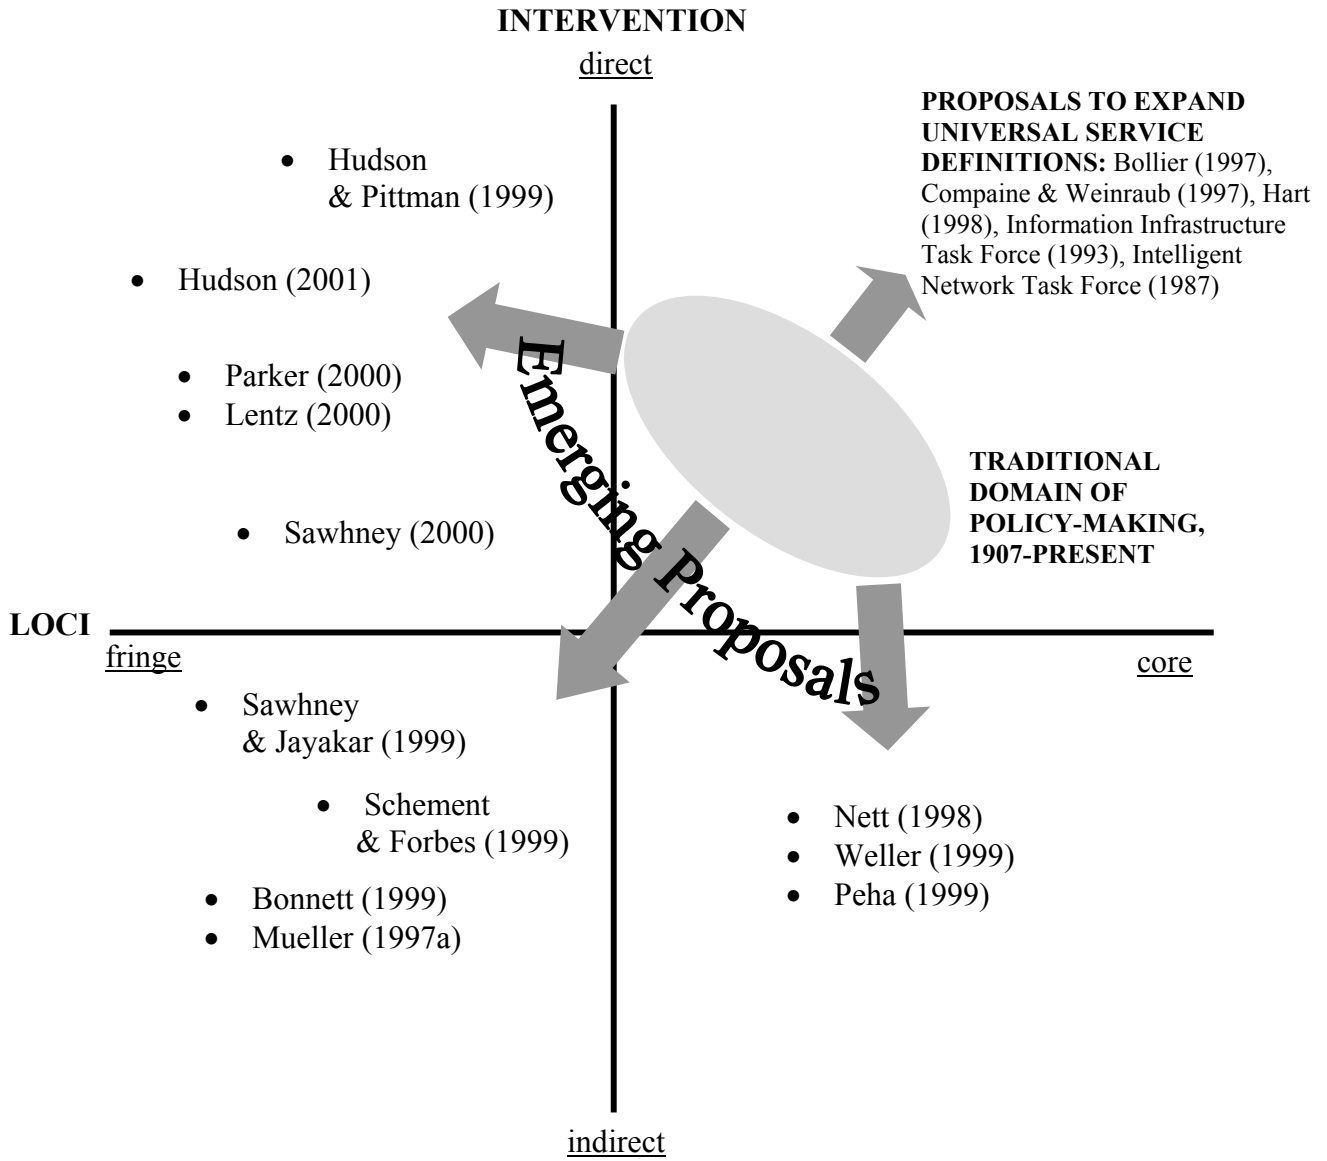 INTERVENTION
direct
PROPOSALS TO EXPAND
UNIVERSAL SERVICE
DEFINITIONS: Bollier (1997),
Compaine & Weinraub (1997), Hart
(1998), Information Infrastructure
Task Force (1993), Intelligent
Network Task Force (1987)
• Hudson
& Pittman (1999)
• Hudson (2001)
• Parker (2000)
• Lentz (2000)
Emerging Proposals
TRADITIONAL
DOMAIN OF
POLICY-MAKING,
1907-PRESENT
• Sawhney (2000)
LOCI
fringe
core
• Sawhney
& Jayakar (1999)
• Schement
& Forbes (1999)
• Bonnett (1999)
• Mueller (1997a)
• Nett (1998)
• Weller (1999)
• Peha (1999)
indirect